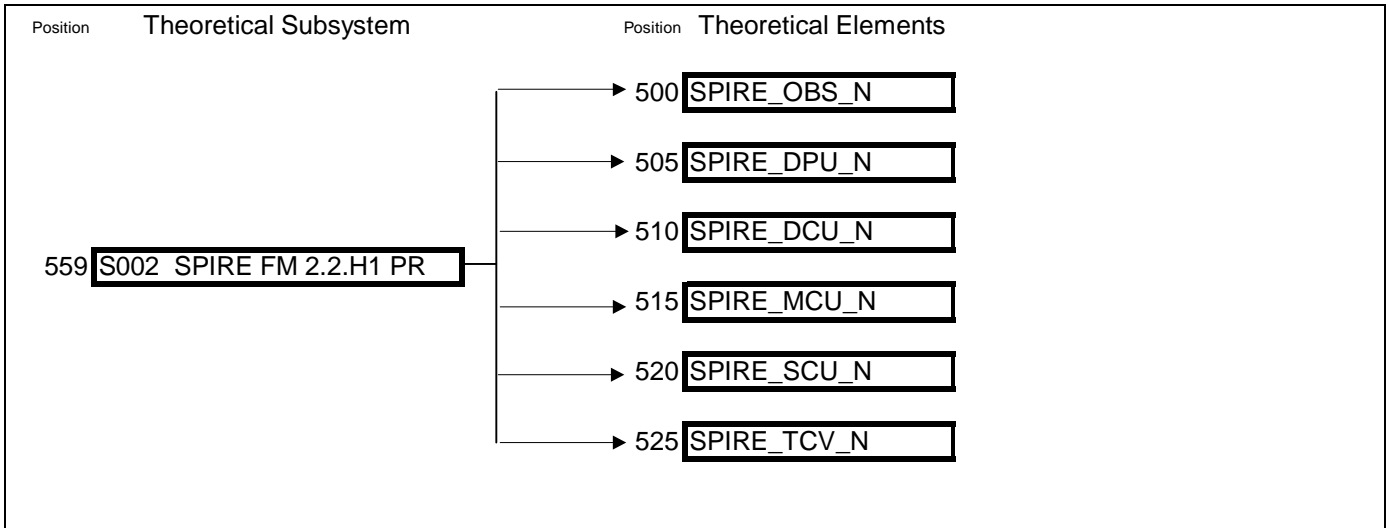 Position Theoretical Subsystem Position Theoretical Elements
500 SPIRE_OBS_N
505 SPIRE_DPU_N
510 SPIRE_DCU_N
559 S002 SPIRE FM 2.2.H1 PR
515 SPIRE_MCU_N
520 SPIRE_SCU_N
525 SPIRE_TCV_N